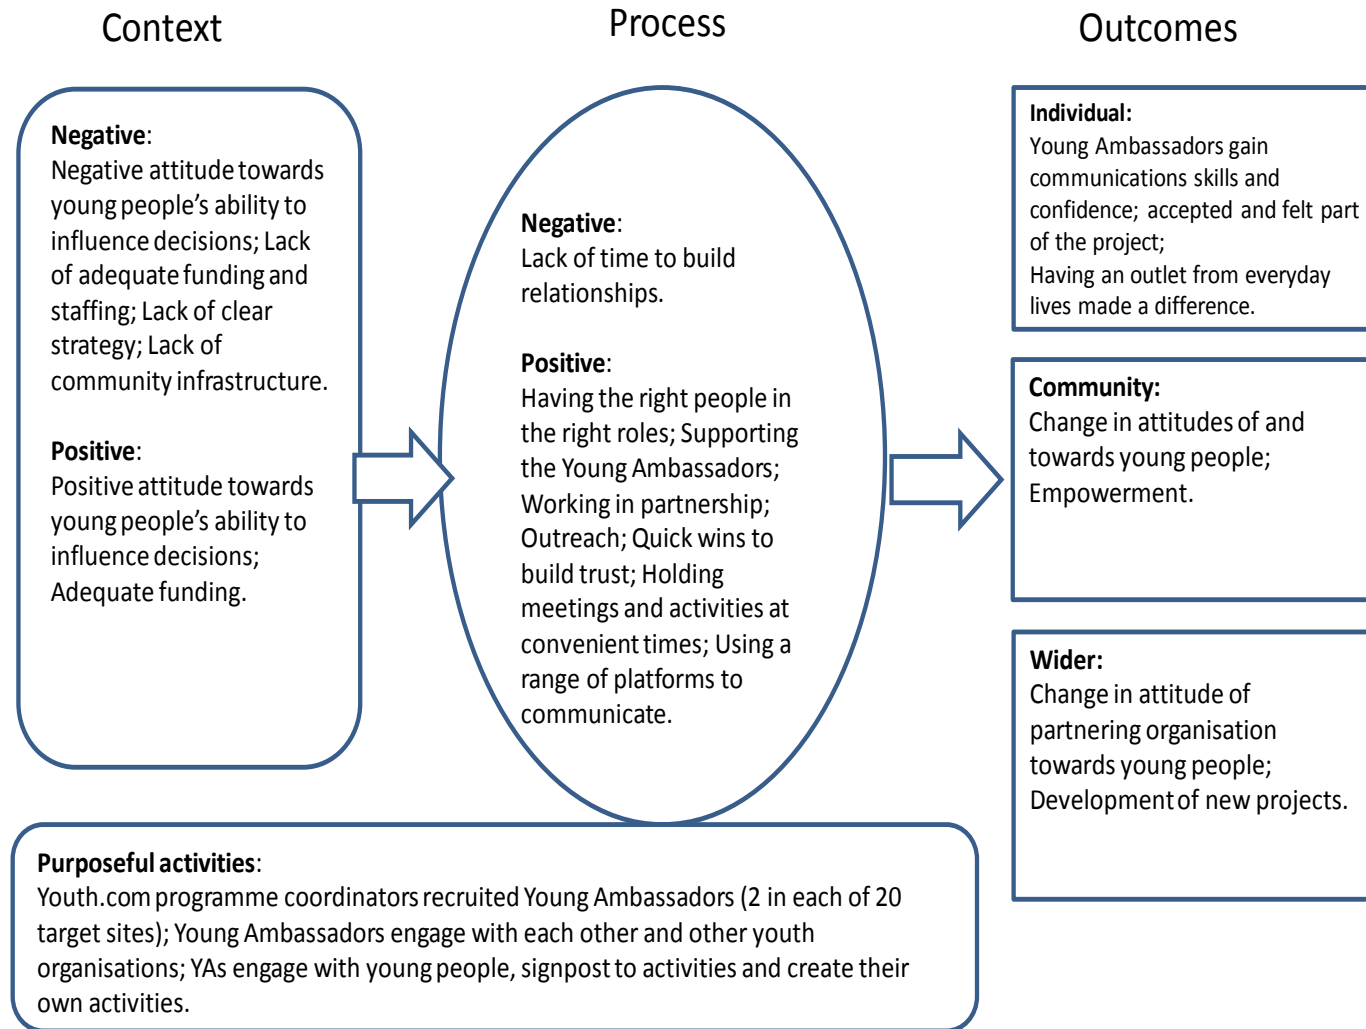 Context
Process
Outcomes
Negative:
Negative attitude towards
young people’s ability to
influence decisions; Lack
of adequate funding and
staffing; Lack of clear
strategy; Lack of
community infrastructure.
Positive:
Positive attitude towards
young people’s ability to
influence decisions;
Adequate funding.
Negative:
Lack of time to build
relationships.
Positive:
Having the right people in
the right roles; Supporting
the Young Ambassadors;
Working in partnership;
Outreach; Quick wins to
build trust; Holding
meetings and activities at
convenient times; Using a
range of platforms to
communicate.
Individual:
Young Ambassadors gain
communications skills and
confidence; accepted and felt part
of the project;
Having an outlet from everyday
lives made a difference.
Community:
Change in attitudes of and
towards young people;
Empowerment.
Wider:
Change in attitude of
partnering organisation
towards young people;
Development of new projects.
Purposeful activities:
Youth.com programme coordinators recruited Young Ambassadors (2 in each of 20
target sites); Young Ambassadors engage with each other and other youth
organisations; YAs engage with young people, signpost to activities and create their
own activities.